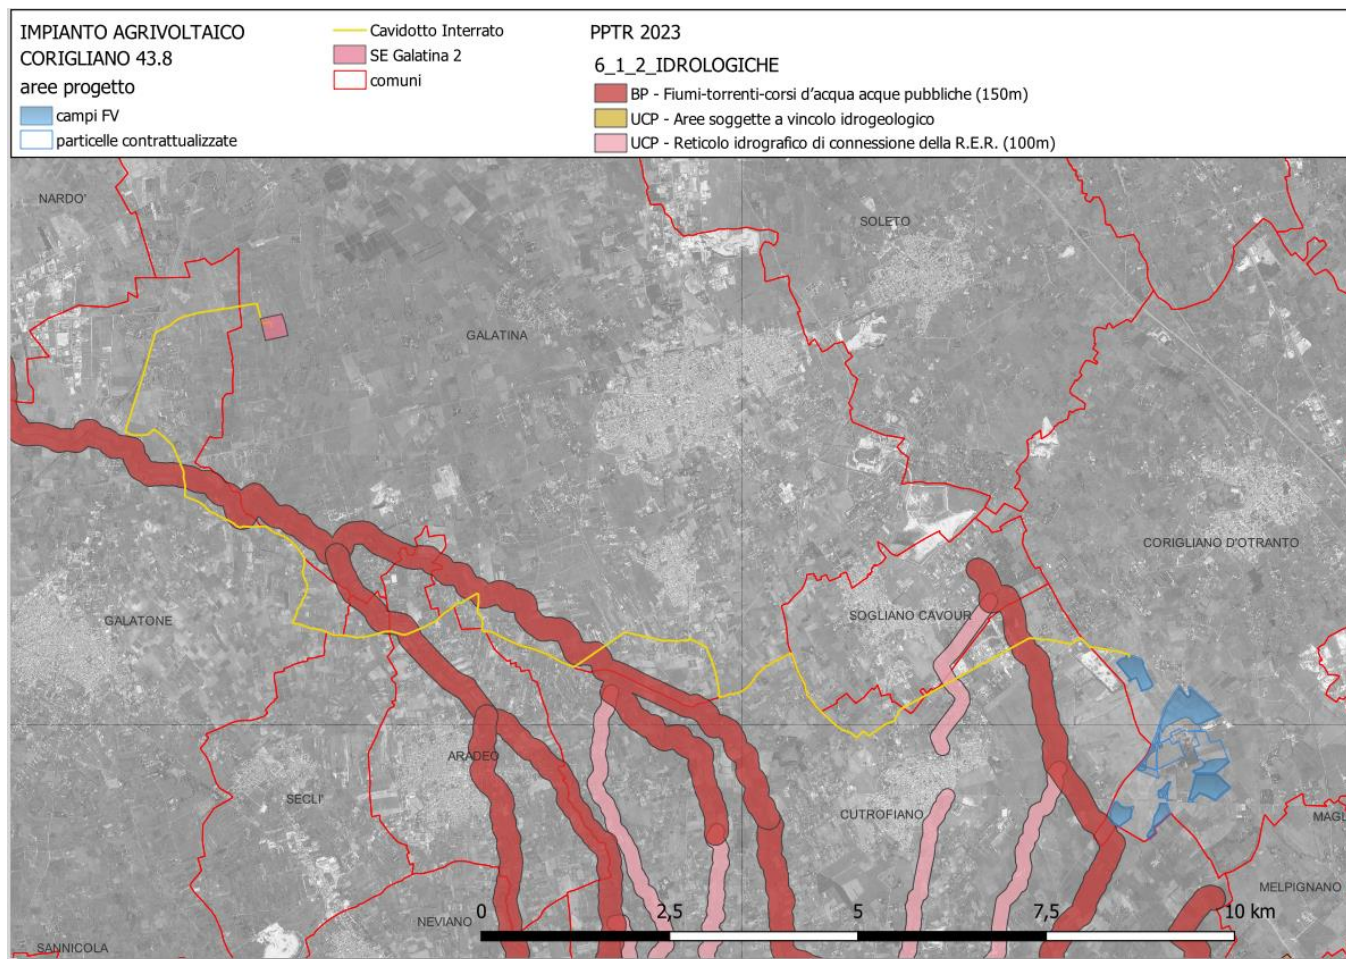 IMPIANTO AGRIVOLTAICO
CORIGLIANO 43.8
aree progetto
campi FV
particelle contrattualizzate
Cavidotto Interrato
SE Galatina 2
comuni
PPTR 2023
6_1_2_IDROLOGICHE
BP - Fiumi-torrenti-corsi d'acqua acque pubbliche (150m)
UCP - Aree soggette a vincolo idrogeologico
UCP - Reticolo idrografico di connessione della R.E.R. (100m)
NARDO'
SOLETO
GALATINA
CORIGLIANO D'OTRANTO
GALATONE
SOGLIANO CAVOUR
ARADEO
SECLI'
CUTROFIANO
MAGL
MELPIGNANO
NEVIANO
SANNICOLA
0 2,5 5 7,5 10 km